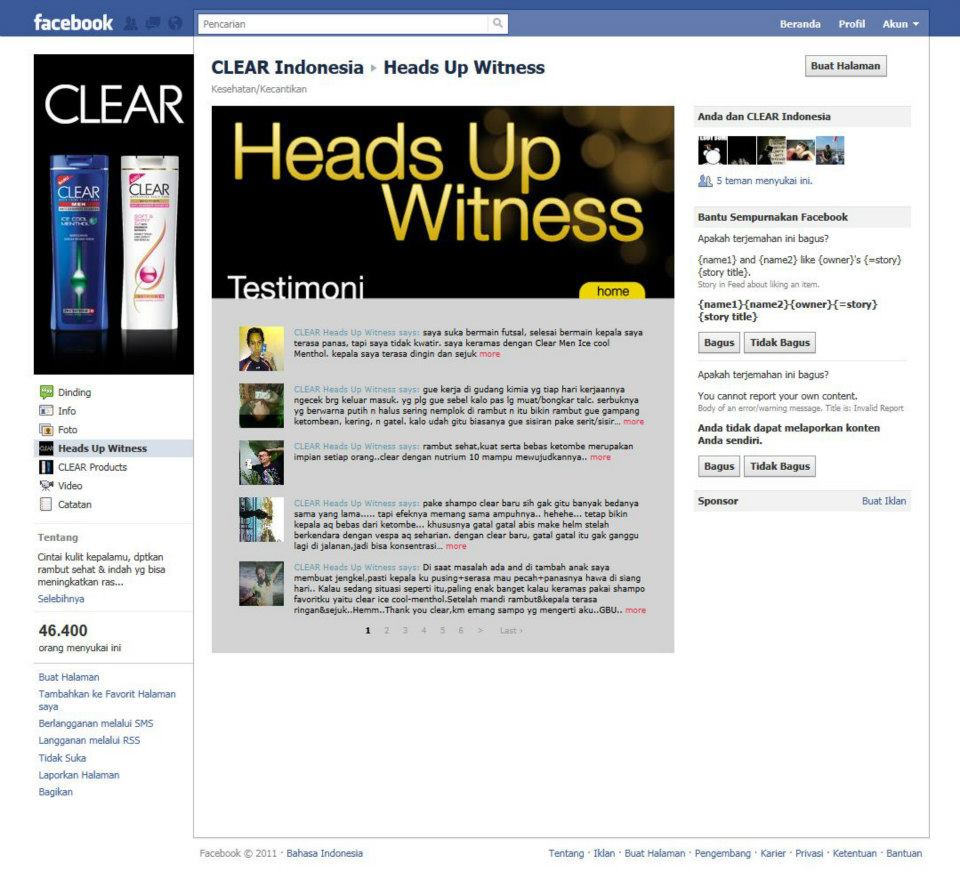 facebook
Pencarian
Beranda Profil Akun
CLEAR
CLEAR
MEN
ICE COOL
MENTHOL
CLEAR
SOFT &
SHINY
CLEAR Indonesia Heads Up Witness
Kesehatan/Kecantikan
Buat Halaman
Heads Up
Witness
Testimoni
home
CLEAR Heads Up Witness says: saya suka bermain futsal, selesai bermain kepala saya
terasa panas, tapi saya tidak kwatir. saya keramas dengan Clear Men Ice cool
Menthol. kepala saya terasa dingin dan sejuk more
CLEAR Heads Up Witness says: gue kerja di gudang kimia yg tiap hari kerjaannya
ngecek brg keluar masuk. yg plg gue sebel kalo pas lg muat/bongkar talc. serbuknya
yg berwarna putih n halus sering nemplok di rambut n itu bikin rambut gue gampang
ketombean, kering, n gatel. kalo udah gitu biasanya gue sisiran pake serit/sisir... more
CLEAR Heads Up Witness says: rambut sehat,kuat serta bebas ketombe merupakan
impian setiap orang..clear dengan nutrium 10 mampu mewujudkannya.. more
CLEAR Heads Up Witness says: pake shampo clear baru sih gak gitu banyak bedanya
sama yang lama..... tapi efeknya memang sama ampuhnya.. heehe... tetap bikin
kepala aq bebas dari ketombe... khususnya gatal gatal abis make helm stelah
berkendara dengan vespa aq seharian. dengan clear baru, gatal gatal itu gak ganggu
lagi di jalanan,jadi bisa konsentrasi... more
CLEAR Heads Up Witness says: Di saat masalah ada and di tambah anak saya
membuat jengkel,pasti kepala ku pusing+serasa mau pecah+panasnya hawa di siang
hari.. Kalau sedang situasi seperti itu,paling enak banget kalau keramas pakai shampo
favoritku yaitu clear ice cool-menthol.Setelah mandi rambut&kepala terasa
ringan&sejuk..Hemm..Thank you clear,km emang sampo yg mengerti aku..GBU.. more
1 2 3 4 5 6 > Last ›
Dinding
Info
Foto
Heads Up Witness
CLEAR Products
Video
Catatan
Tentang
Cintai kulit kepalamu, dptkan
rambut sehat & indah yg bisa
meningkatkan ras...
Selebihnya
46.400
orang menyukai ini
Buat Halaman
Tambahkan ke Favorit Halaman
saya
Berlangganan melalui SMS
Langganan melalui RSS
Tidak Suka
Laporkan Halaman
Bagikan
Anda dan CLEAR Indonesia
5 teman menyukai ini.
Bantu Sempurnakan Facebook
Apakah terjemahan ini bagus?
{name1} and {name2} like {owner}'s {=story}
{story title}.
Story in Feed about liking an item.
{name1}{name2}{owner}{=story}
{story title}
Bagus Tidak Bagus
Apakah terjemahan ini bagus?
You cannot report your own content.
Body of an error/warning message. Title is: Invalid Report
Anda tidak dapat melaporkan konten
Anda sendiri.
Bagus Tidak Bagus
Sponsor Buat Iklan
Facebook © 2011 · Bahasa Indonesia
Tentang · Iklan · Buat Halaman · Pengembang · Karier · Privasi · Ketentuan · Bantuan